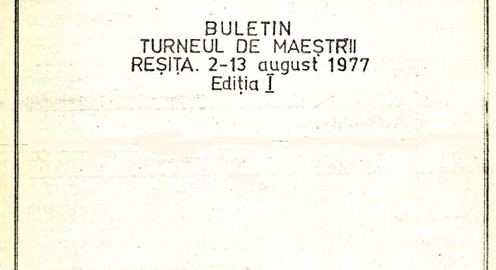 BULETIN
TURNEUL DE MAEȘTRII
REȘIȚA. 2-13 august 1977
Ediția I